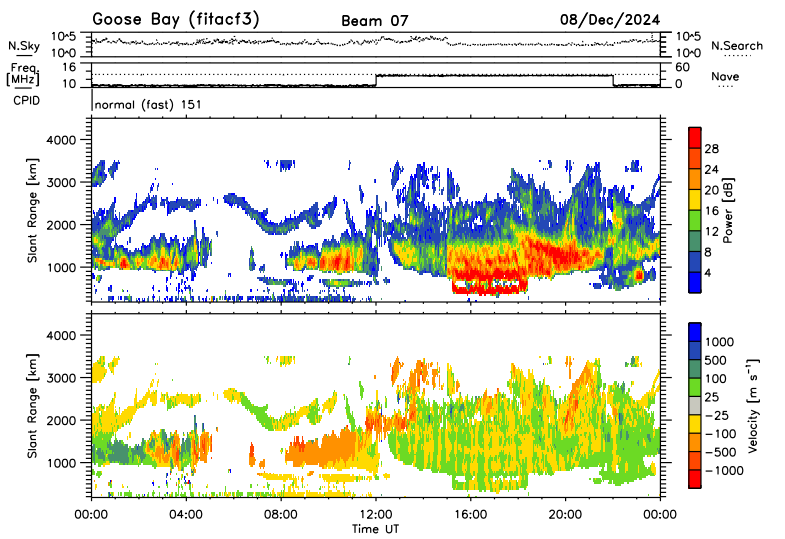 Goose Bay (fitacf3) Beam 07 08/Dec/2024
N.Sky 10^5 10^0 10^5 10^0 N.Search
Freq. [MHz] 16 10 60 0 Nave
CPID normal (fast) 151
Slant Range [km]
4000
3000
2000
1000
Power [dB]
28
24
20
16
12
8
4
Slant Range [km]
4000
3000
2000
1000
Velocity [m s⁻¹]
1000
500
100
25
−25
−100
−500
−1000
00:00 04:00 08:00 12:00 16:00 20:00 00:00
Time UT